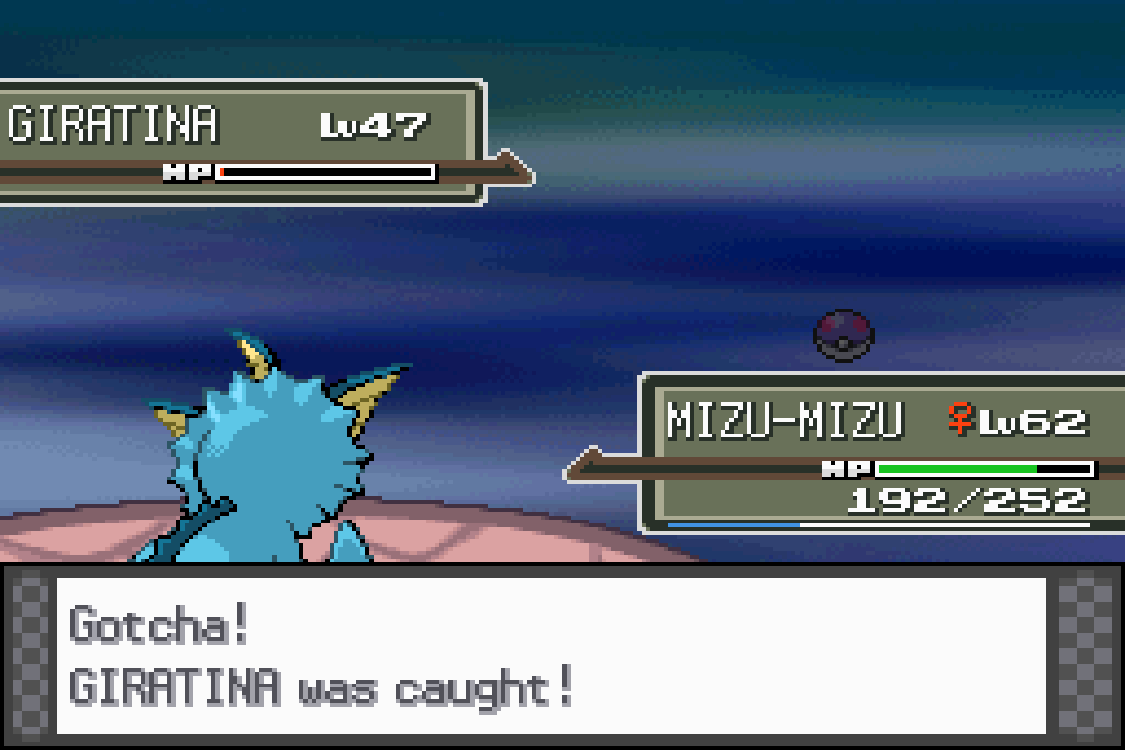 GIRATINA Lv47
HP
MIZU-MIZU ♀Lv62
HP
192/252
Gotcha!
GIRATINA was caught!